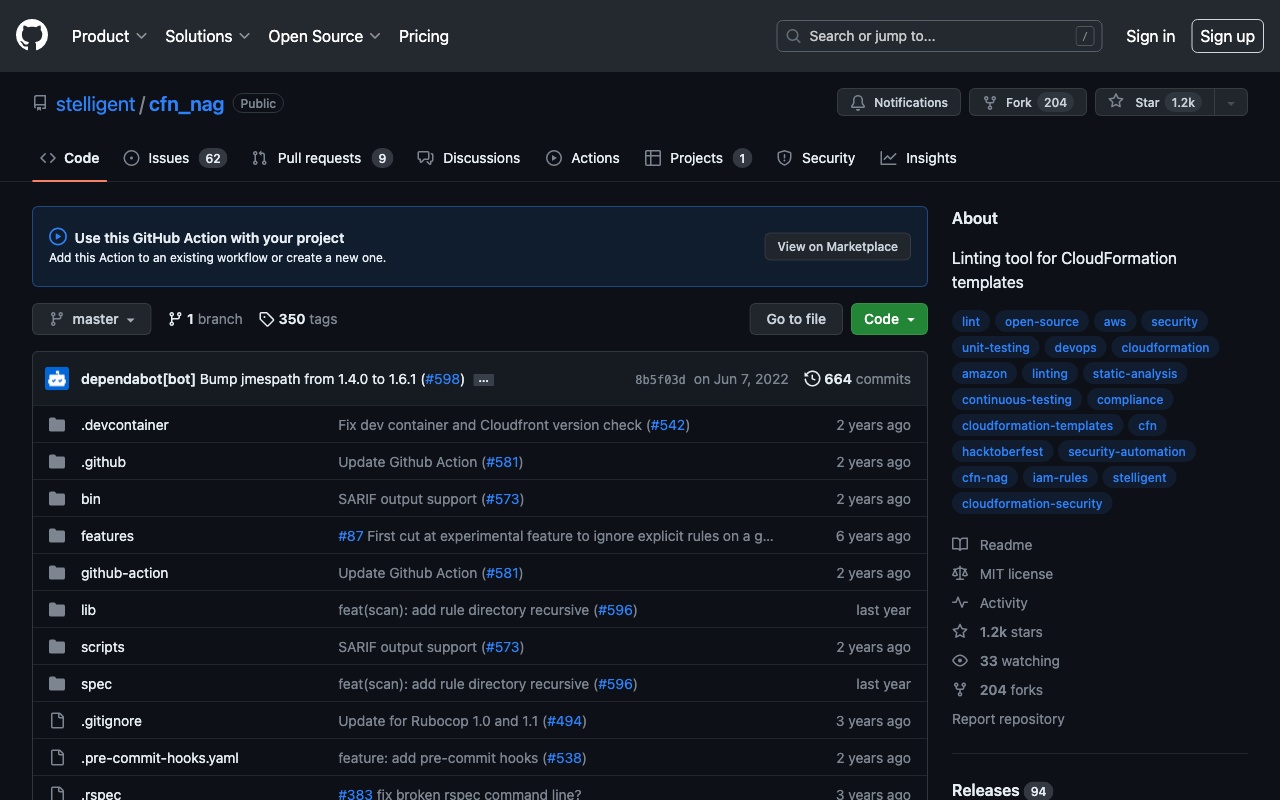 Product Solutions Open Source Pricing Search or jump to... / Sign in Sign up
stelligent / cfn_nag Public Notifications Fork 204 Star 1.2k
Code Issues 62 Pull requests 9 Discussions Actions Projects 1 Security Insights
Use this GitHub Action with your project
Add this Action to an existing workflow or create a new one.
View on Marketplace
master 1 branch 350 tags Go to file Code
dependabot[bot] Bump jmespath from 1.4.0 to 1.6.1 (#598) ... 8b5f03d on Jun 7, 2022 664 commits
.devcontainer Fix dev container and Cloudfront version check (#542) 2 years ago
.github Update Github Action (#581) 2 years ago
bin SARIF output support (#573) 2 years ago
features #87 First cut at experimental feature to ignore explicit rules on a g... 6 years ago
github-action Update Github Action (#581) 2 years ago
lib feat(scan): add rule directory recursive (#596) last year
scripts SARIF output support (#573) 2 years ago
spec feat(scan): add rule directory recursive (#596) last year
.gitignore Update for Rubocop 1.0 and 1.1 (#494) 3 years ago
.pre-commit-hooks.yaml feature: add pre-commit hooks (#538) 2 years ago
.rspec #383 fix broken rspec command line? 3 years ago
About
Linting tool for CloudFormation
templates
lint open-source aws security
unit-testing devops cloudformation
amazon linting static-analysis
continuous-testing compliance
cloudformation-templates cfn
hacktoberfest security-automation
cfn-nag iam-rules stelligent
cloudformation-security
Readme
MIT license
Activity
1.2k stars
33 watching
204 forks
Report repository
Releases 94